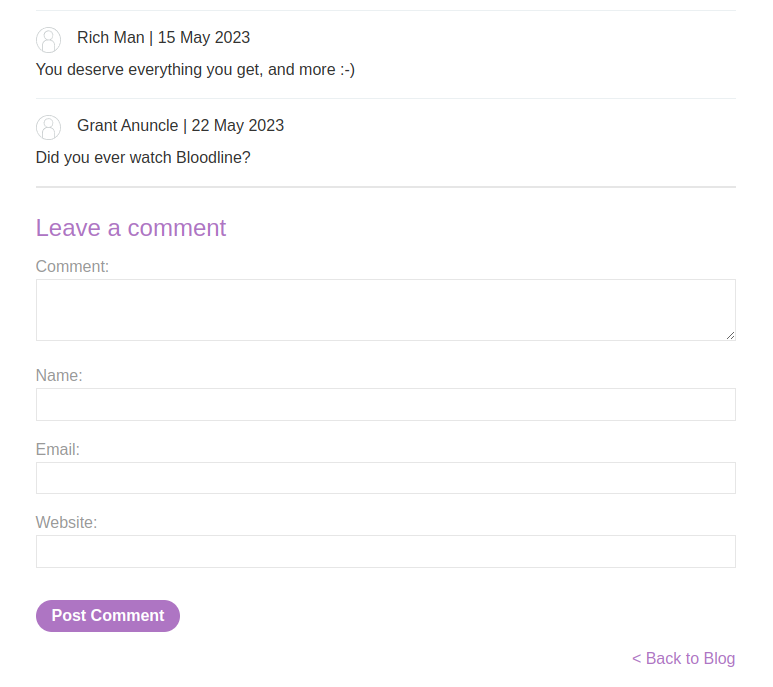 Rich Man | 15 May 2023
You deserve everything you get, and more :-)
Grant Anuncle | 22 May 2023
Did you ever watch Bloodline?
Leave a comment
Comment:
Name:
Email:
Website:
Post Comment
< Back to Blog